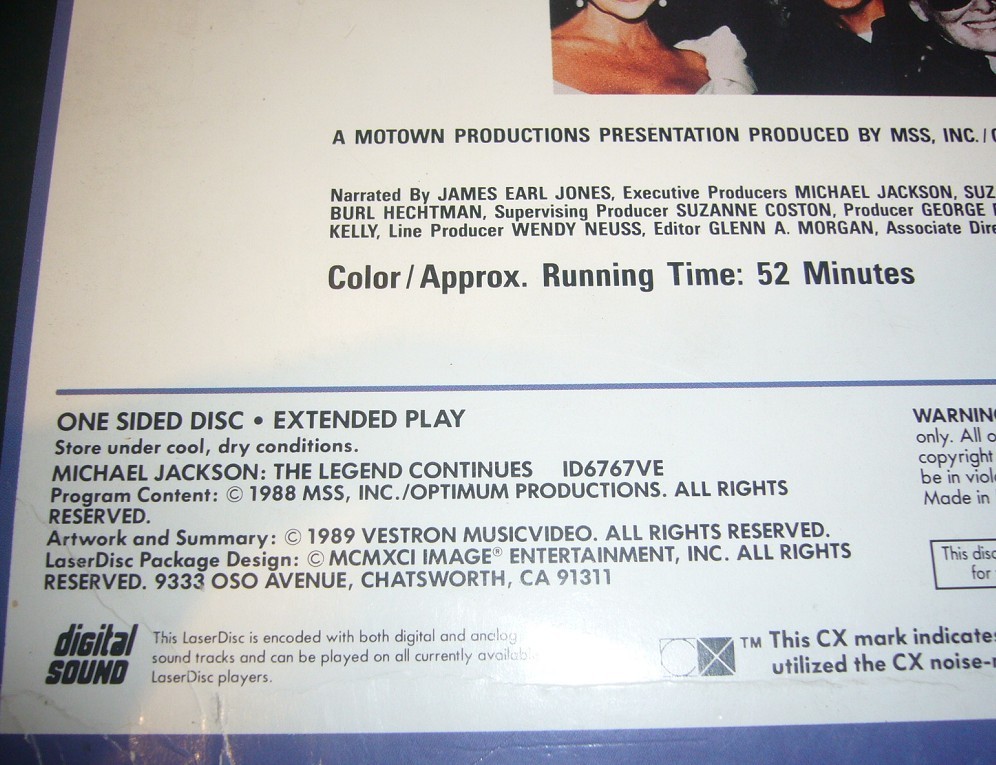 A MOTOWN PRODUCTIONS PRESENTATION PRODUCED BY MSS, INC./
Narrated By JAMES EARL JONES, Executive Producers MICHAEL JACKSON, SUZ
BURL HECHTMAN, Supervising Producer SUZANNE COSTON, Producer GEORGE
KELLY, Line Producer WENDY NEUSS, Editor GLENN A. MORGAN, Associate Dire
Color/Approx. Running Time: 52 Minutes
ONE SIDED DISC • EXTENDED PLAY
Store under cool, dry conditions.
MICHAEL JACKSON: THE LEGEND CONTINUES ID6767VE
Program Content: © 1988 MSS, INC./OPTIMUM PRODUCTIONS. ALL RIGHTS
RESERVED.
Artwork and Summary: © 1989 VESTRON MUSICVIDEO. ALL RIGHTS RESERVED.
LaserDisc Package Design: © MCMXCI IMAGE® ENTERTAINMENT, INC. ALL RIGHTS
RESERVED. 9333 OSO AVENUE, CHATSWORTH, CA 91311
WARNING
only. All o
copyright
be in viol
Made in
This disc
for
digital
SOUND
This LaserDisc is encoded with both digital and analog
sound tracks and can be played on all currently available
LaserDisc players.
CX ™ This CX mark indicates
utilized the CX noise-r